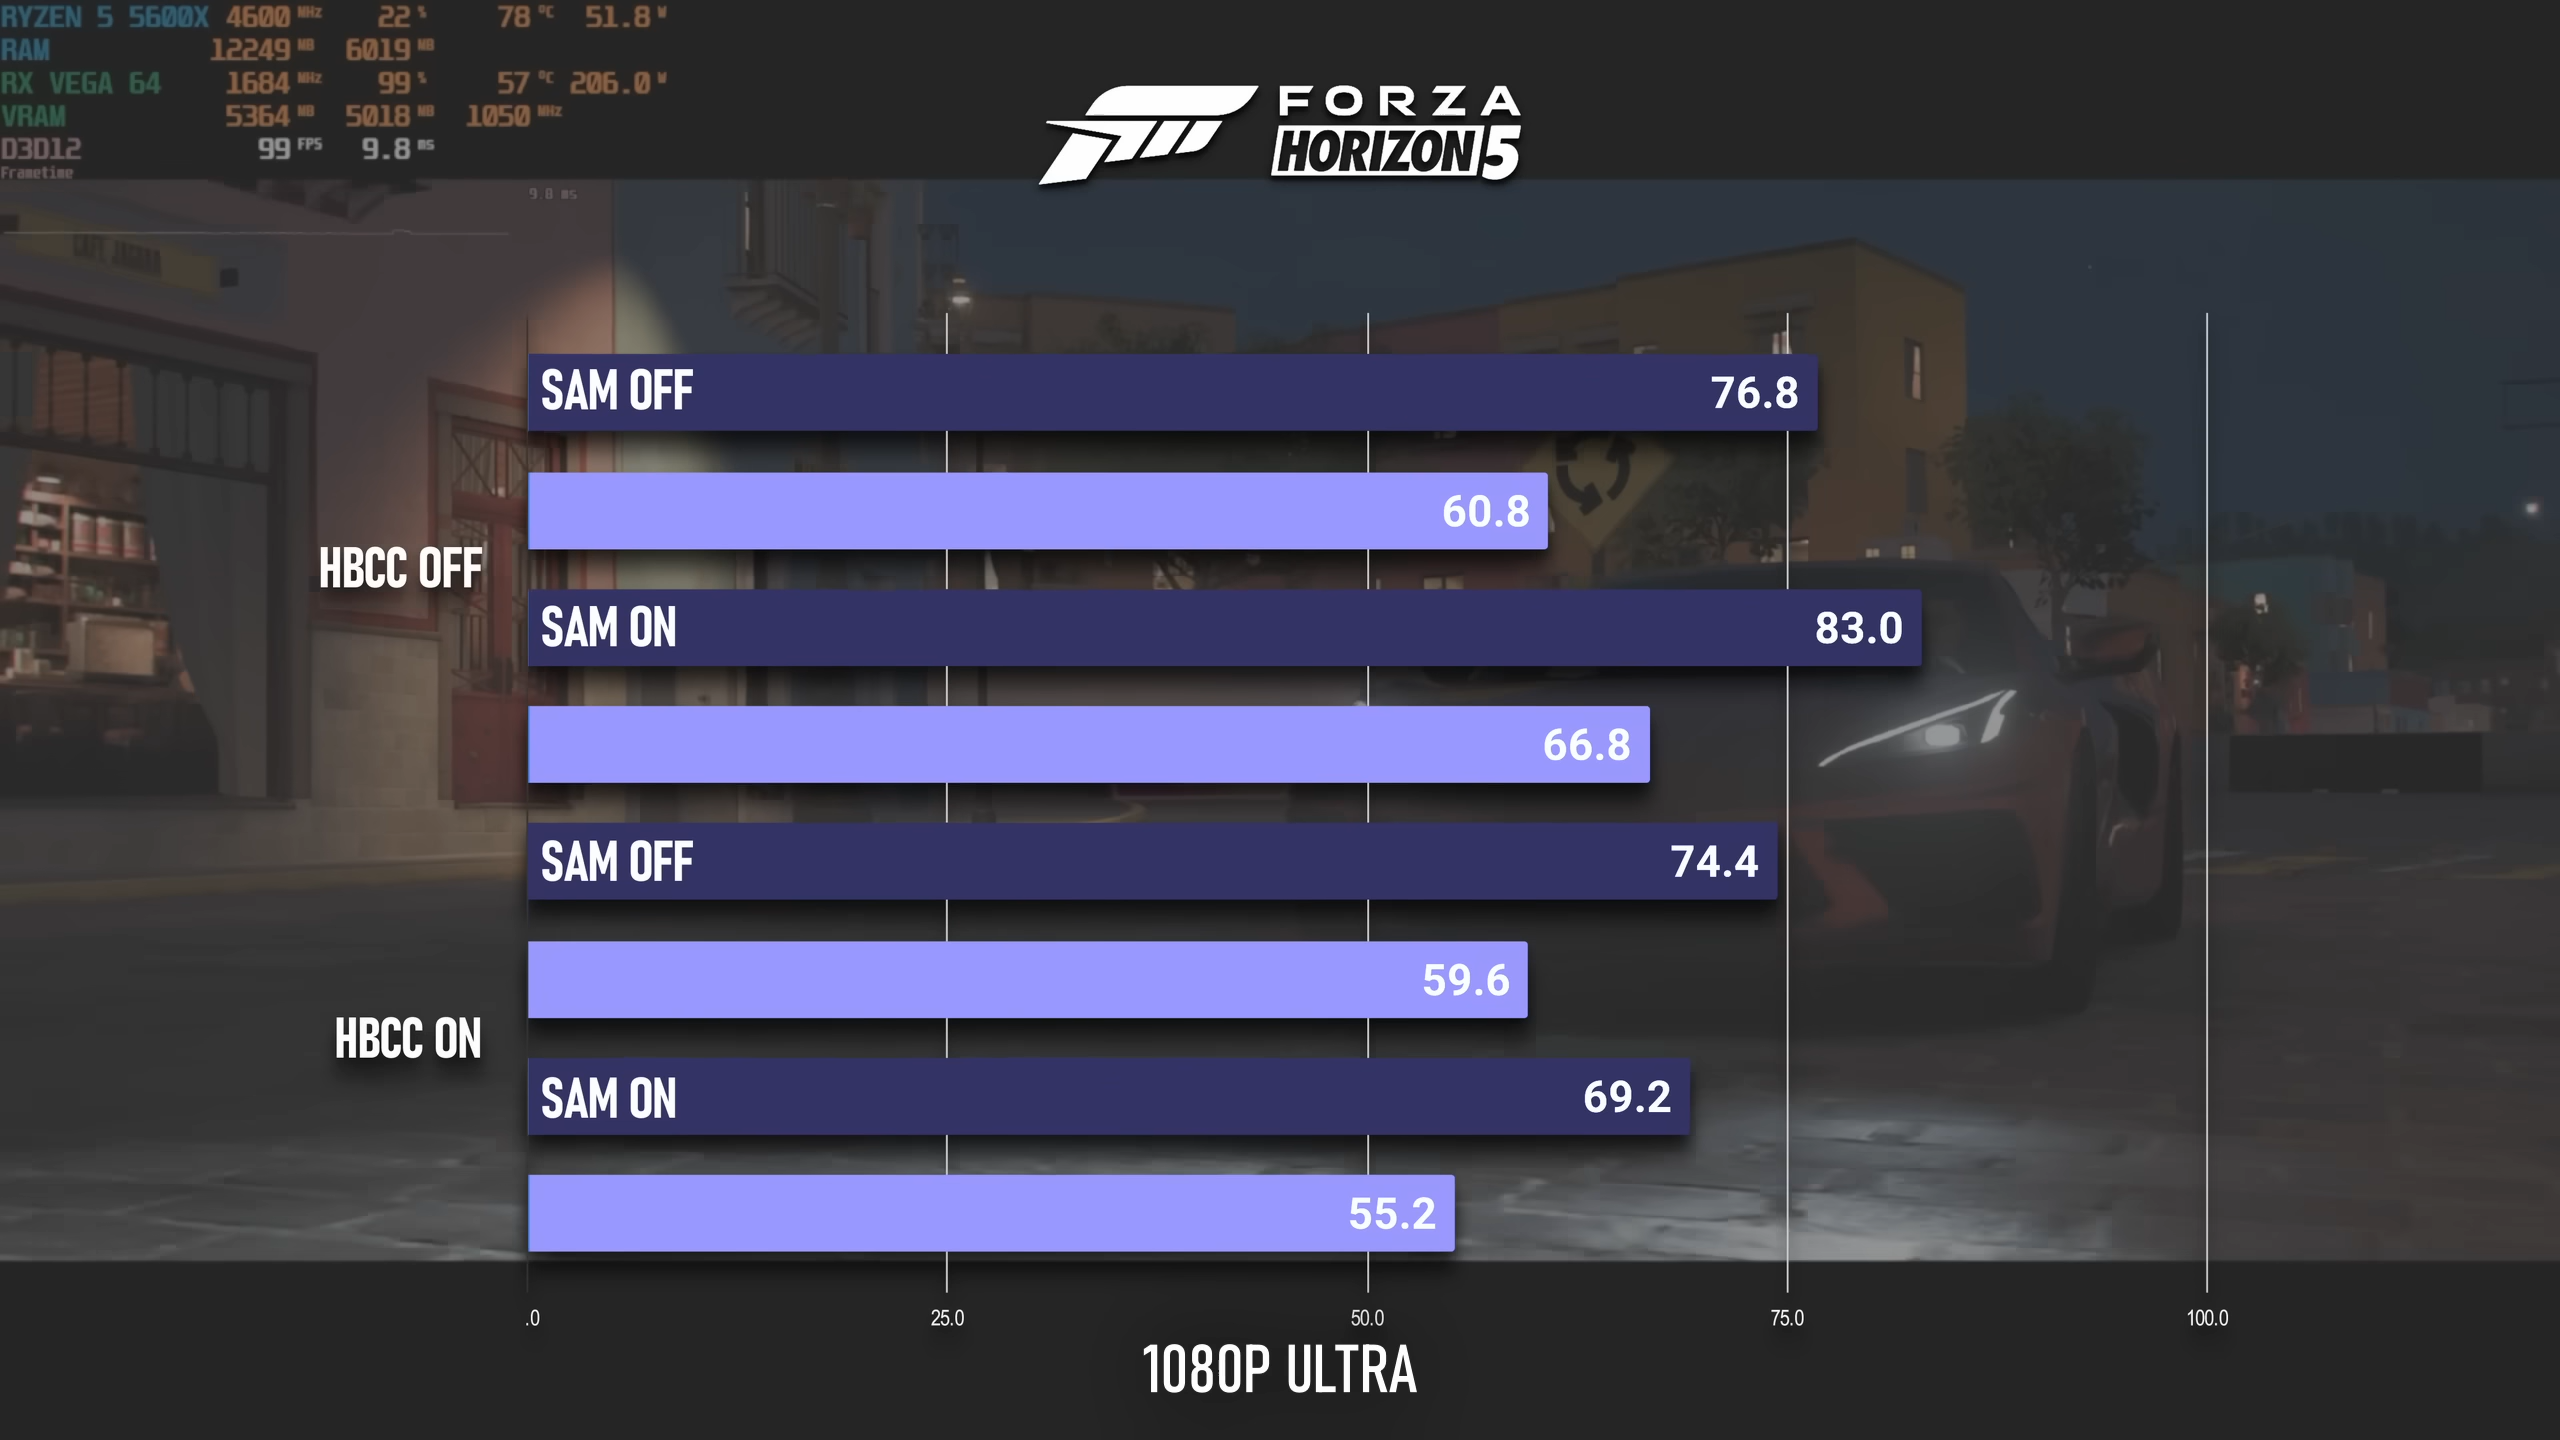 RYZEN 5 5600X 4600 MHz 22 % 78 °C 51.8 W
RAM 12249 MB 6019 MB
RX VEGA 64 1684 MHz 99 % 57 °C 206.0 W
VRAM 5364 MB 5018 MB 1050 MHz
D3D12 99 FPS 9.8 ms
Frametime
9.8 ms
FORZA
HORIZON 5
SAM OFF 76.8
60.8
HBCC OFF
SAM ON 83.0
66.8
SAM OFF 74.4
59.6
HBCC ON
SAM ON 69.2
55.2
.0 25.0 50.0 75.0 100.0
1080P ULTRA